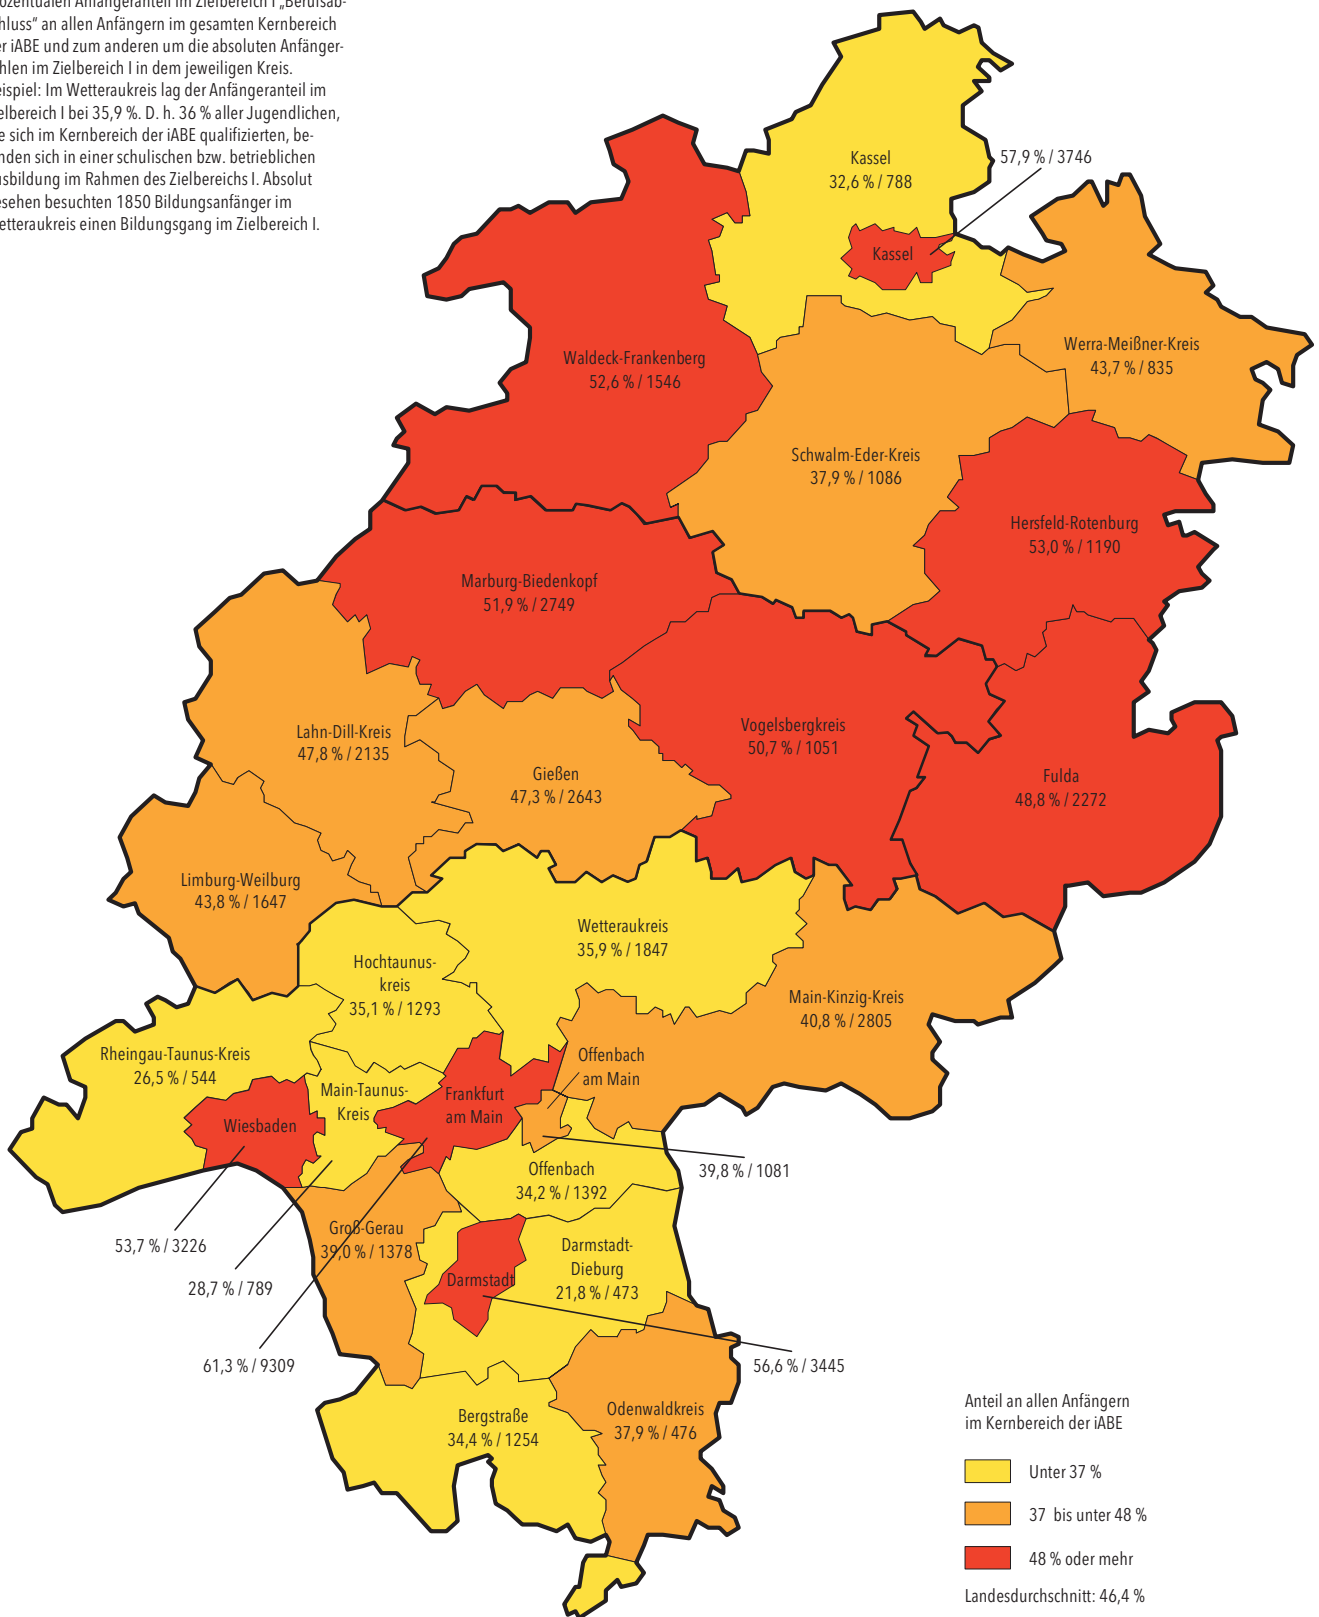 prozentualen Anfängeranteil im Zielbereich I „Berufsab-
schluss“ an allen Anfängern im gesamten Kernbereich
der iABE und zum anderen um die absoluten Anfänger-
zahlen im Zielbereich I in dem jeweiligen Kreis.
Beispiel: Im Wetteraukreis lag der Anfängeranteil im
Zielbereich I bei 35,9 %. D. h. 36 % aller Jugendlichen,
die sich im Kernbereich der iABE qualifizierten, be-
fanden sich in einer schulischen bzw. betrieblichen
Ausbildung im Rahmen des Zielbereichs I. Absolut
gesehen besuchten 1850 Bildungsanfänger im
Wetteraukreis einen Bildungsgang im Zielbereich I.
Kassel
32,6 % / 788
57,9 % / 3746
Kassel
Waldeck-Frankenberg
52,6 % / 1546
Werra-Meißner-Kreis
43,7 % / 835
Schwalm-Eder-Kreis
37,9 % / 1086
Hersfeld-Rotenburg
53,0 % / 1190
Marburg-Biedenkopf
51,9 % / 2749
Lahn-Dill-Kreis
47,8 % / 2135
Gießen
47,3 % / 2643
Vogelsbergkreis
50,7 % / 1051
Fulda
48,8 % / 2272
Limburg-Weilburg
43,8 % / 1647
Wetteraukreis
35,9 % / 1847
Hochtaunus-
kreis
35,1 % / 1293
Main-Kinzig-Kreis
40,8 % / 2805
Rheingau-Taunus-Kreis
26,5 % / 544
Main-Taunus-
Kreis
Frankfurt
am Main
Offenbach
am Main
Wiesbaden
39,8 % / 1081
Offenbach
34,2 % / 1392
53,7 % / 3226
28,7 % / 789
61,3 % / 9309
Groß-Gerau
39,0 % / 1378
Darmstadt
Darmstadt-
Dieburg
21,8 % / 473
56,6 % / 3445
Bergstraße
34,4 % / 1254
Odenwaldkreis
37,9 % / 476
Anteil an allen Anfängern
im Kernbereich der iABE
Unter 37 %
37 bis unter 48 %
48 % oder mehr
Landesdurchschnitt: 46,4 %